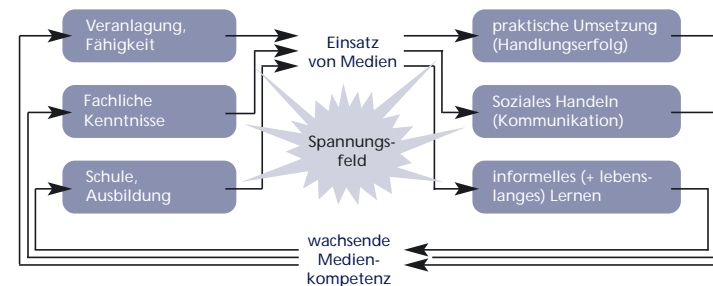 Veranlagung,
Fähigkeit
Fachliche
Kenntnisse
Schule,
Ausbildung
Einsatz
von Medien
Spannungs-
feld
wachsende
Medien-
kompetenz
praktische Umsetzung
(Handlungserfolg)
Soziales Handeln
(Kommunikation)
informelles (+ lebens-
langes) Lernen